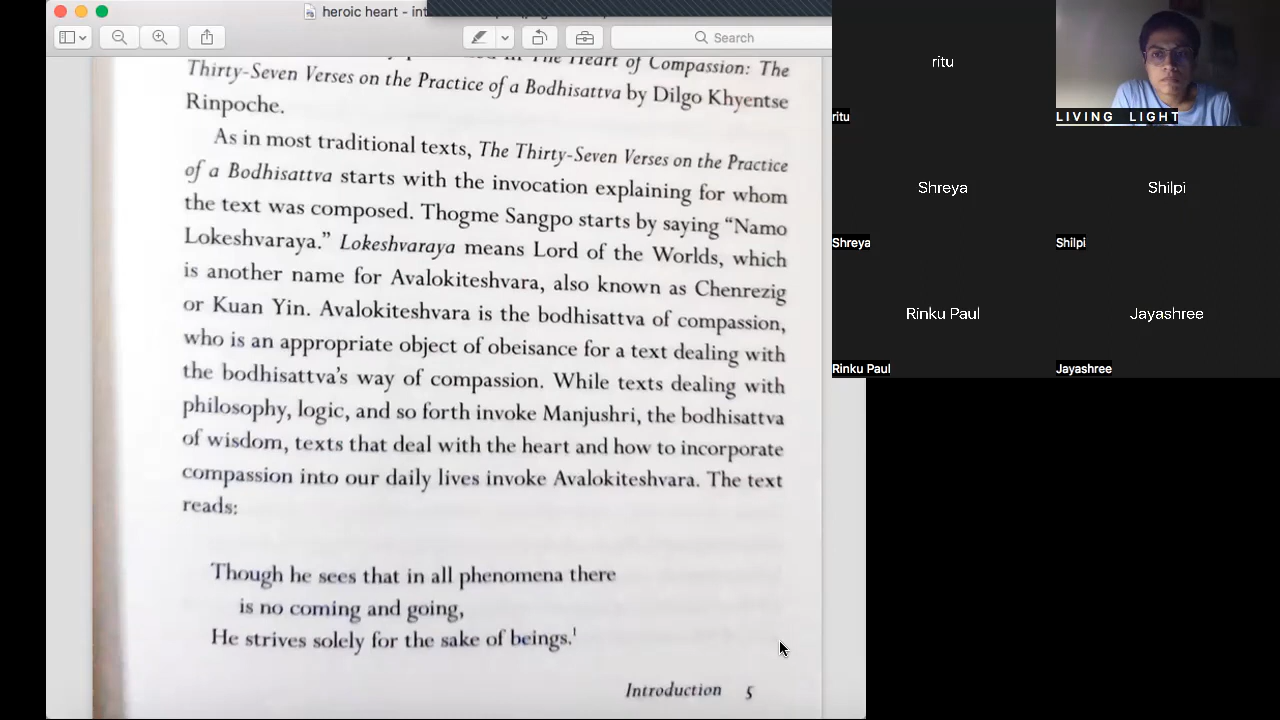 heroic heart - int
Search
The Heart of Compassion: The
Thirty-Seven Verses on the Practice of a Bodhisattva by Dilgo Khyentse
Rinpoche.
As in most traditional texts, The Thirty-Seven Verses on the Practice
of a Bodhisattva starts with the invocation explaining for whom
the text was composed. Thogme Sangpo starts by saying “Namo
Lokeshvaraya.” Lokeshvaraya means Lord of the Worlds, which
is another name for Avalokiteshvara, also known as Chenrezig
or Kuan Yin. Avalokiteshvara is the bodhisattva of compassion,
who is an appropriate object of obeisance for a text dealing with
the bodhisattva’s way of compassion. While texts dealing with
philosophy, logic, and so forth invoke Manjushri, the bodhisattva
of wisdom, texts that deal with the heart and how to incorporate
compassion into our daily lives invoke Avalokiteshvara. The text
reads:
Though he sees that in all phenomena there
is no coming and going,
He strives solely for the sake of beings.¹
Introduction 5
ritu
ritu
LIVING LIGHT
Shreya
Shilpi
Shreya
Shilpi
Rinku Paul
Jayashree
Rinku Paul
Jayashree